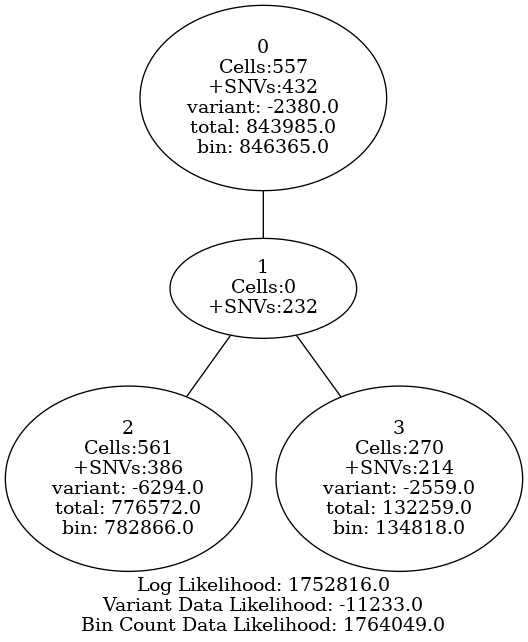 0
Cells:557
+SNVs:432
variant: -2380.0
total: 843985.0
bin: 846365.0
1
Cells:0
+SNVs:232
2
Cells:561
+SNVs:386
variant: -6294.0
total: 776572.0
bin: 782866.0
3
Cells:270
+SNVs:214
variant: -2559.0
total: 132259.0
bin: 134818.0
Log Likelihood: 1752816.0
Variant Data Likelihood: -11233.0
Bin Count Data Likelihood: 1764049.0